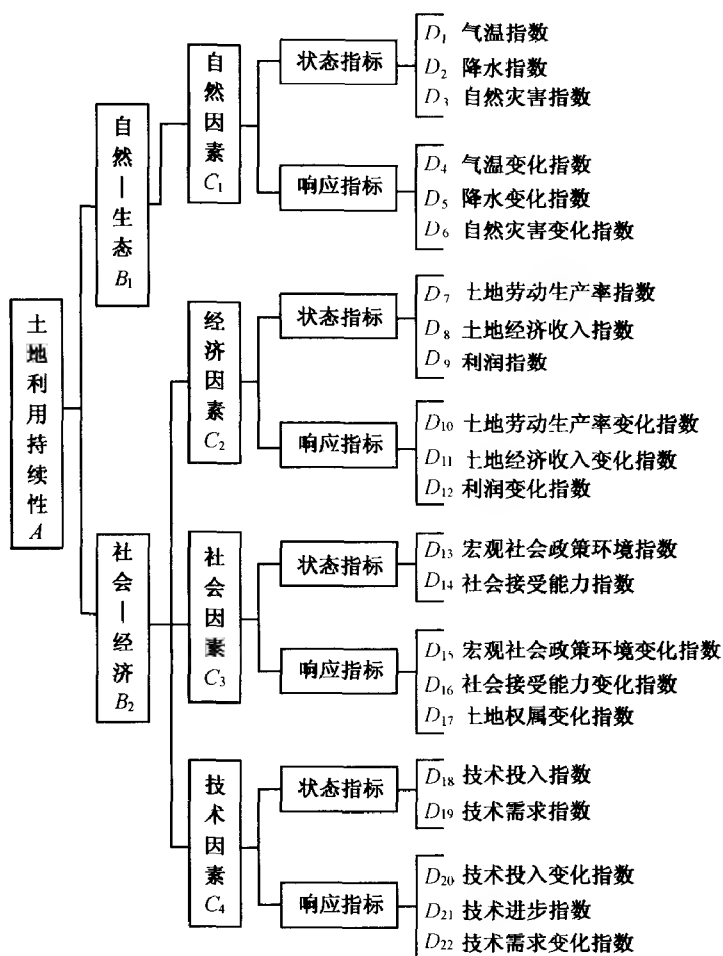 土地利用持续性 A
自然—生态 B₁
社会—经济 B₂
自然因素 C₁
经济因素 C₂
社会因素 C₃
技术因素 C₄
状态指标
D₁ 气温指数
D₂ 降水指数
D₃ 自然灾害指数
响应指标
D₄ 气温变化指数
D₅ 降水变化指数
D₆ 自然灾害变化指数
状态指标
D₇ 土地劳动生产率指数
D₈ 土地经济收入指数
D₉ 利润指数
响应指标
D₁₀ 土地劳动生产率变化指数
D₁₁ 土地经济收入变化指数
D₁₂ 利润变化指数
状态指标
D₁₃ 宏观社会政策环境指数
D₁₄ 社会接受能力指数
响应指标
D₁₅ 宏观社会政策环境变化指数
D₁₆ 社会接受能力变化指数
D₁₇ 土地权属变化指数
状态指标
D₁₈ 技术投入指数
D₁₉ 技术需求指数
响应指标
D₂₀ 技术投入变化指数
D₂₁ 技术进步指数
D₂₂ 技术需求变化指数